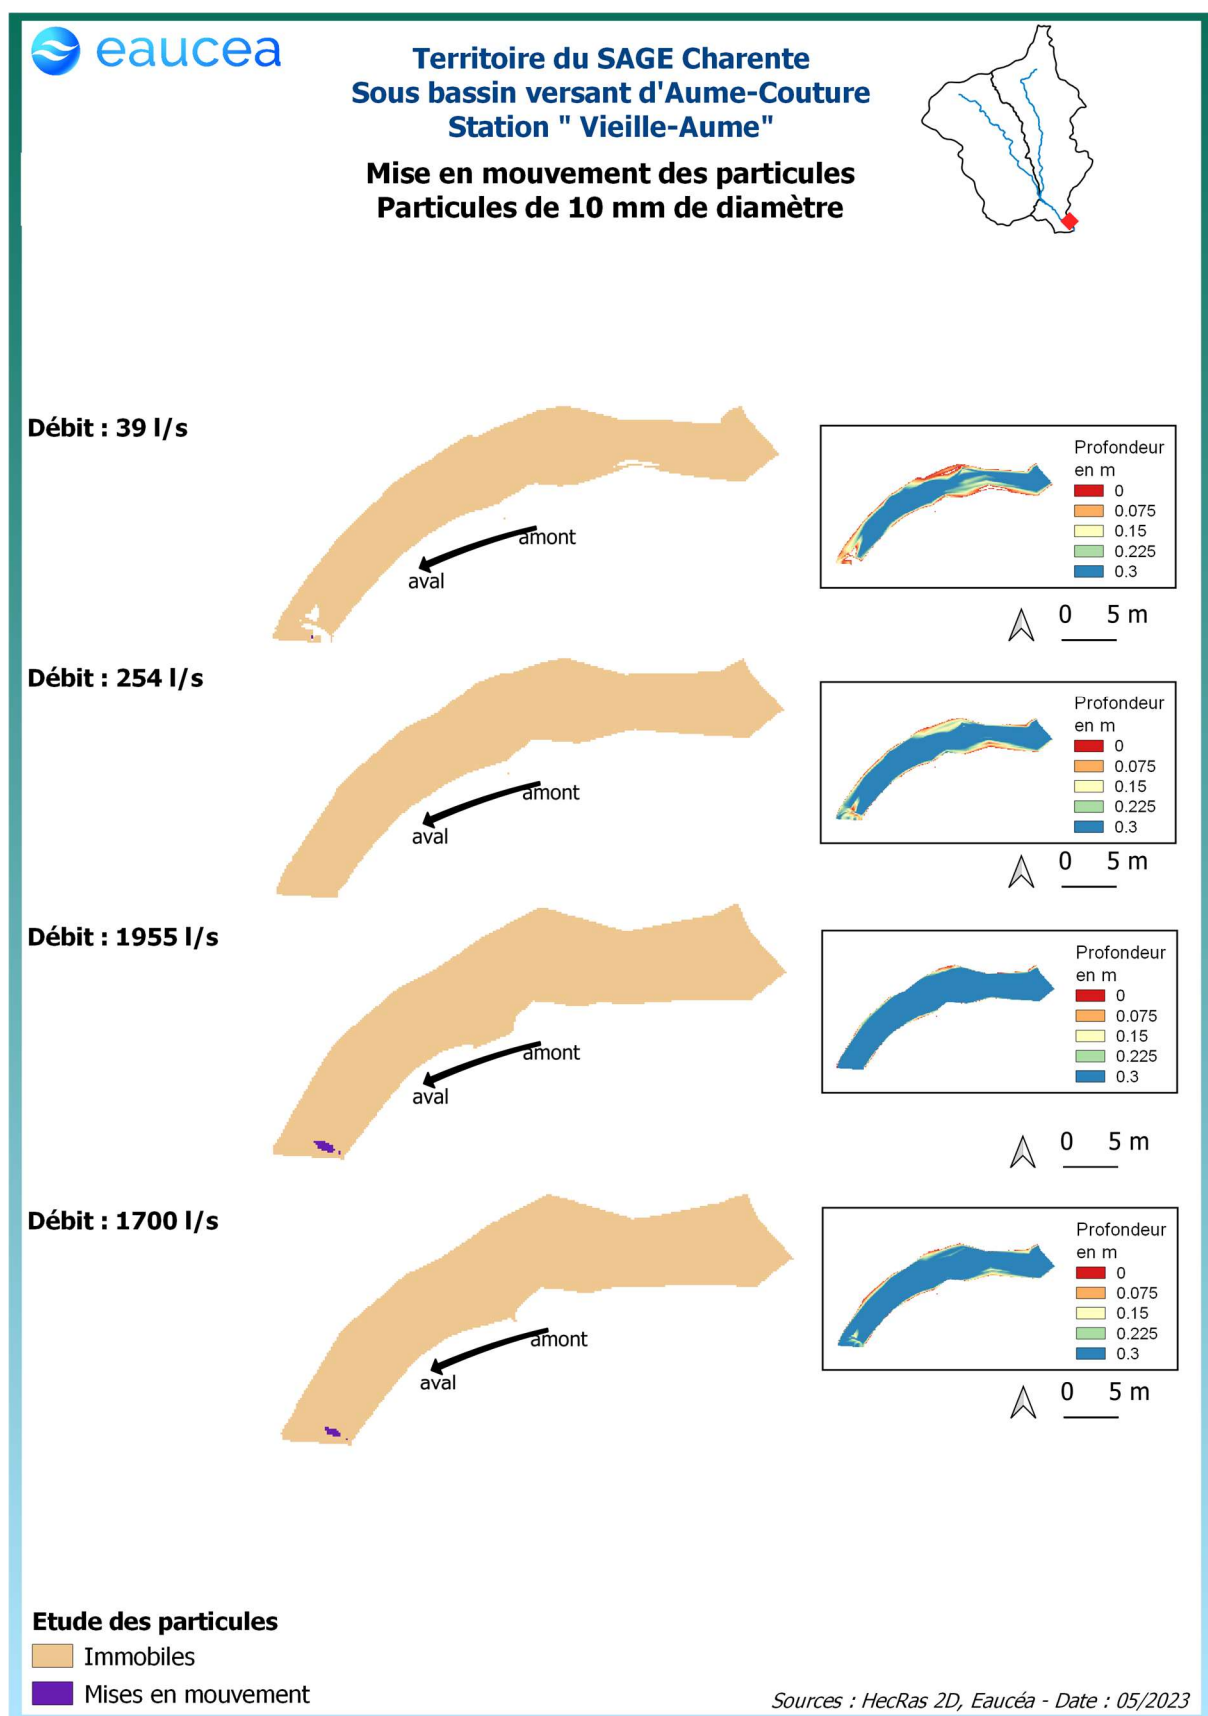 eaucea
Territoire du SAGE Charente
Sous bassin versant d'Aume-Couture
Station " Vieille-Aume"
Mise en mouvement des particules
Particules de 10 mm de diamètre
Débit : 39 l/s
amont
aval
Profondeur
en m
0
0.075
0.15
0.225
0.3
0 5 m
Débit : 254 l/s
amont
aval
Profondeur
en m
0
0.075
0.15
0.225
0.3
0 5 m
Débit : 1955 l/s
amont
aval
Profondeur
en m
0
0.075
0.15
0.225
0.3
0 5 m
Débit : 1700 l/s
amont
aval
Profondeur
en m
0
0.075
0.15
0.225
0.3
0 5 m
Etude des particules
Immobiles
Mises en mouvement
Sources : HecRas 2D, Eaucéa - Date : 05/2023